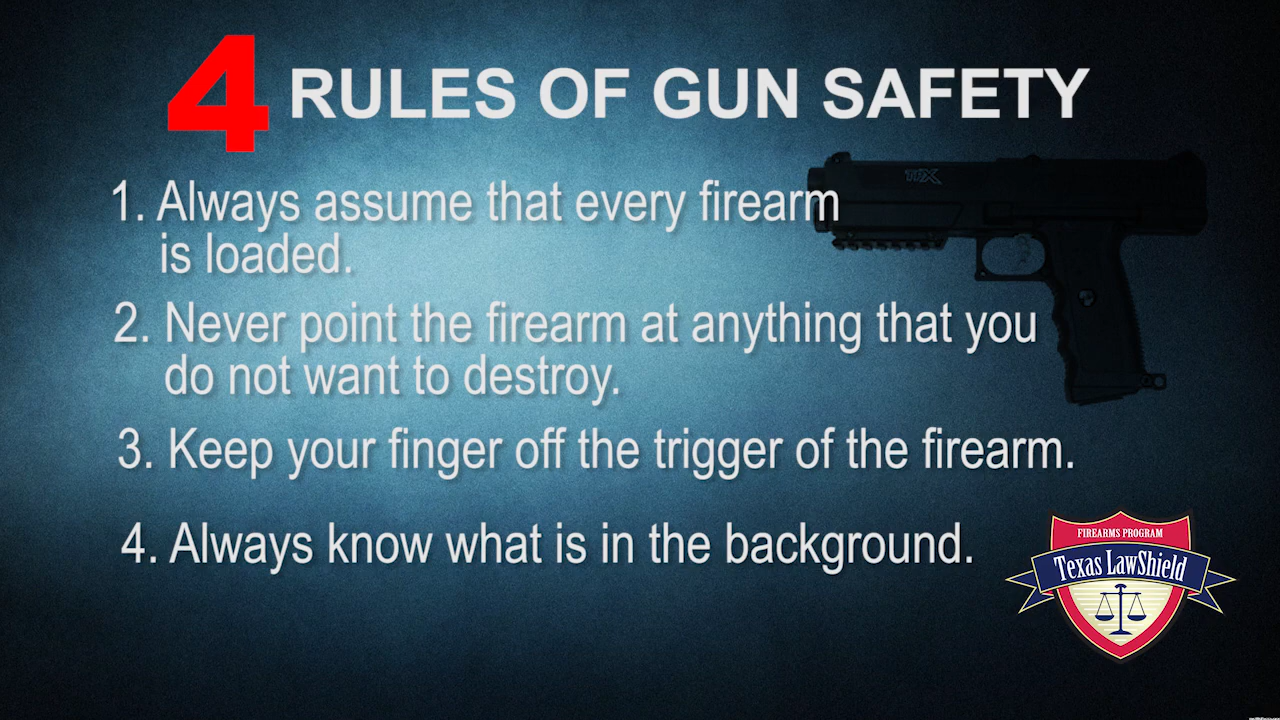 4 RULES OF GUN SAFETY
1. Always assume that every firearm
is loaded.
2. Never point the firearm at anything that you
do not want to destroy.
3. Keep your finger off the trigger of the firearm.
4. Always know what is in the background.
TPX
FIREARMS PROGRAM
Texas LawShield